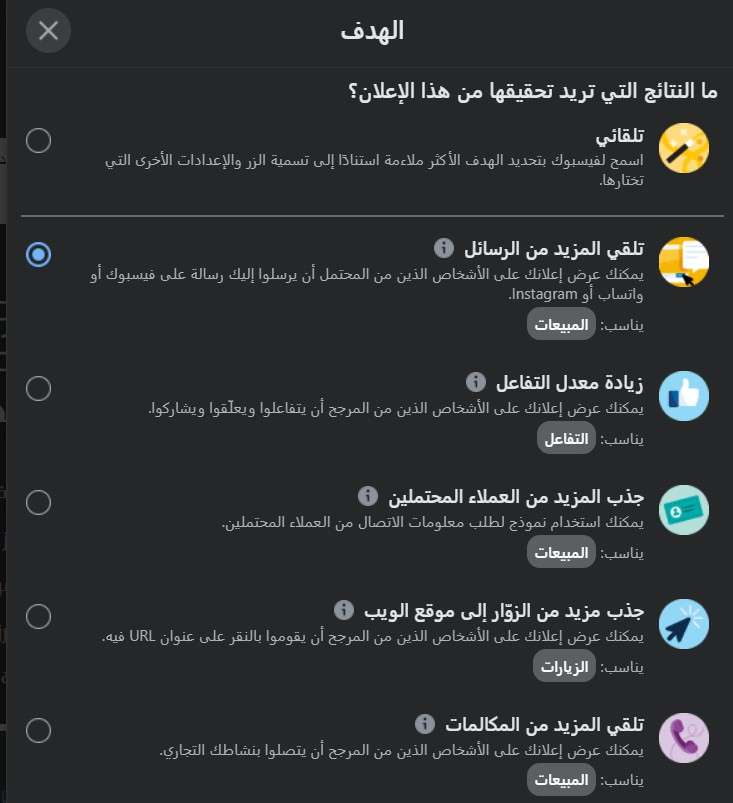 الهدف
ما النتائج التي تريد تحقيقها من هذا الإعلان؟
تلقائي
اسمح لفيسبوك بتحديد الهدف الأكثر ملاءمة استنادًا إلى تسمية الزر والإعدادات الأخرى التي
تختارها.
تلقي المزيد من الرسائل
يمكنك عرض إعلانك على الأشخاص الذين من المحتمل أن يرسلوا إليك رسالة على فيسبوك أو
واتساب أو Instagram.
يناسب: المبيعات
زيادة معدل التفاعل
يمكنك عرض إعلانك على الأشخاص الذين من المرجح أن يتفاعلوا ويعلّقوا ويشاركوا.
يناسب: التفاعل
جذب المزيد من العملاء المحتملين
يمكنك استخدام نموذج لطلب معلومات الاتصال من العملاء المحتملين.
يناسب: المبيعات
جذب مزيد من الزوّار إلى موقع الويب
يمكنك عرض إعلانك على الأشخاص الذين من المرجح أن يقوموا بالنقر على عنوان URL فيه.
يناسب: الزيارات
تلقي المزيد من المكالمات
يمكنك عرض إعلانك على الأشخاص الذين من المرجح أن يتصلوا بنشاطك التجاري.
يناسب: المبيعات